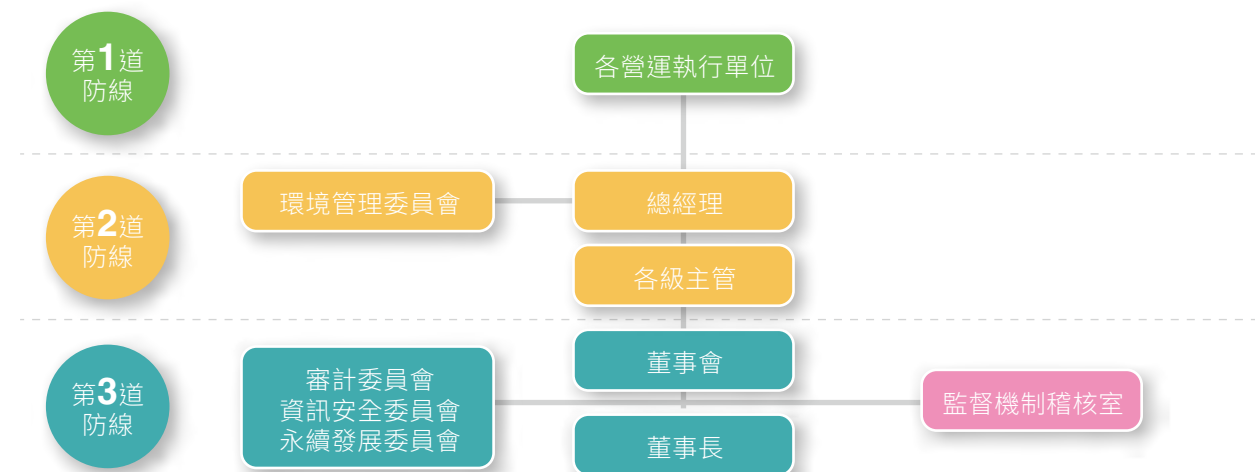 第1道
防線
各營運執行單位
第2道
防線
環境管理委員會
總經理
各級主管
第3道
防線
審計委員會
資訊安全委員會
永續發展委員會
董事會
董事長
監督機制稽核室